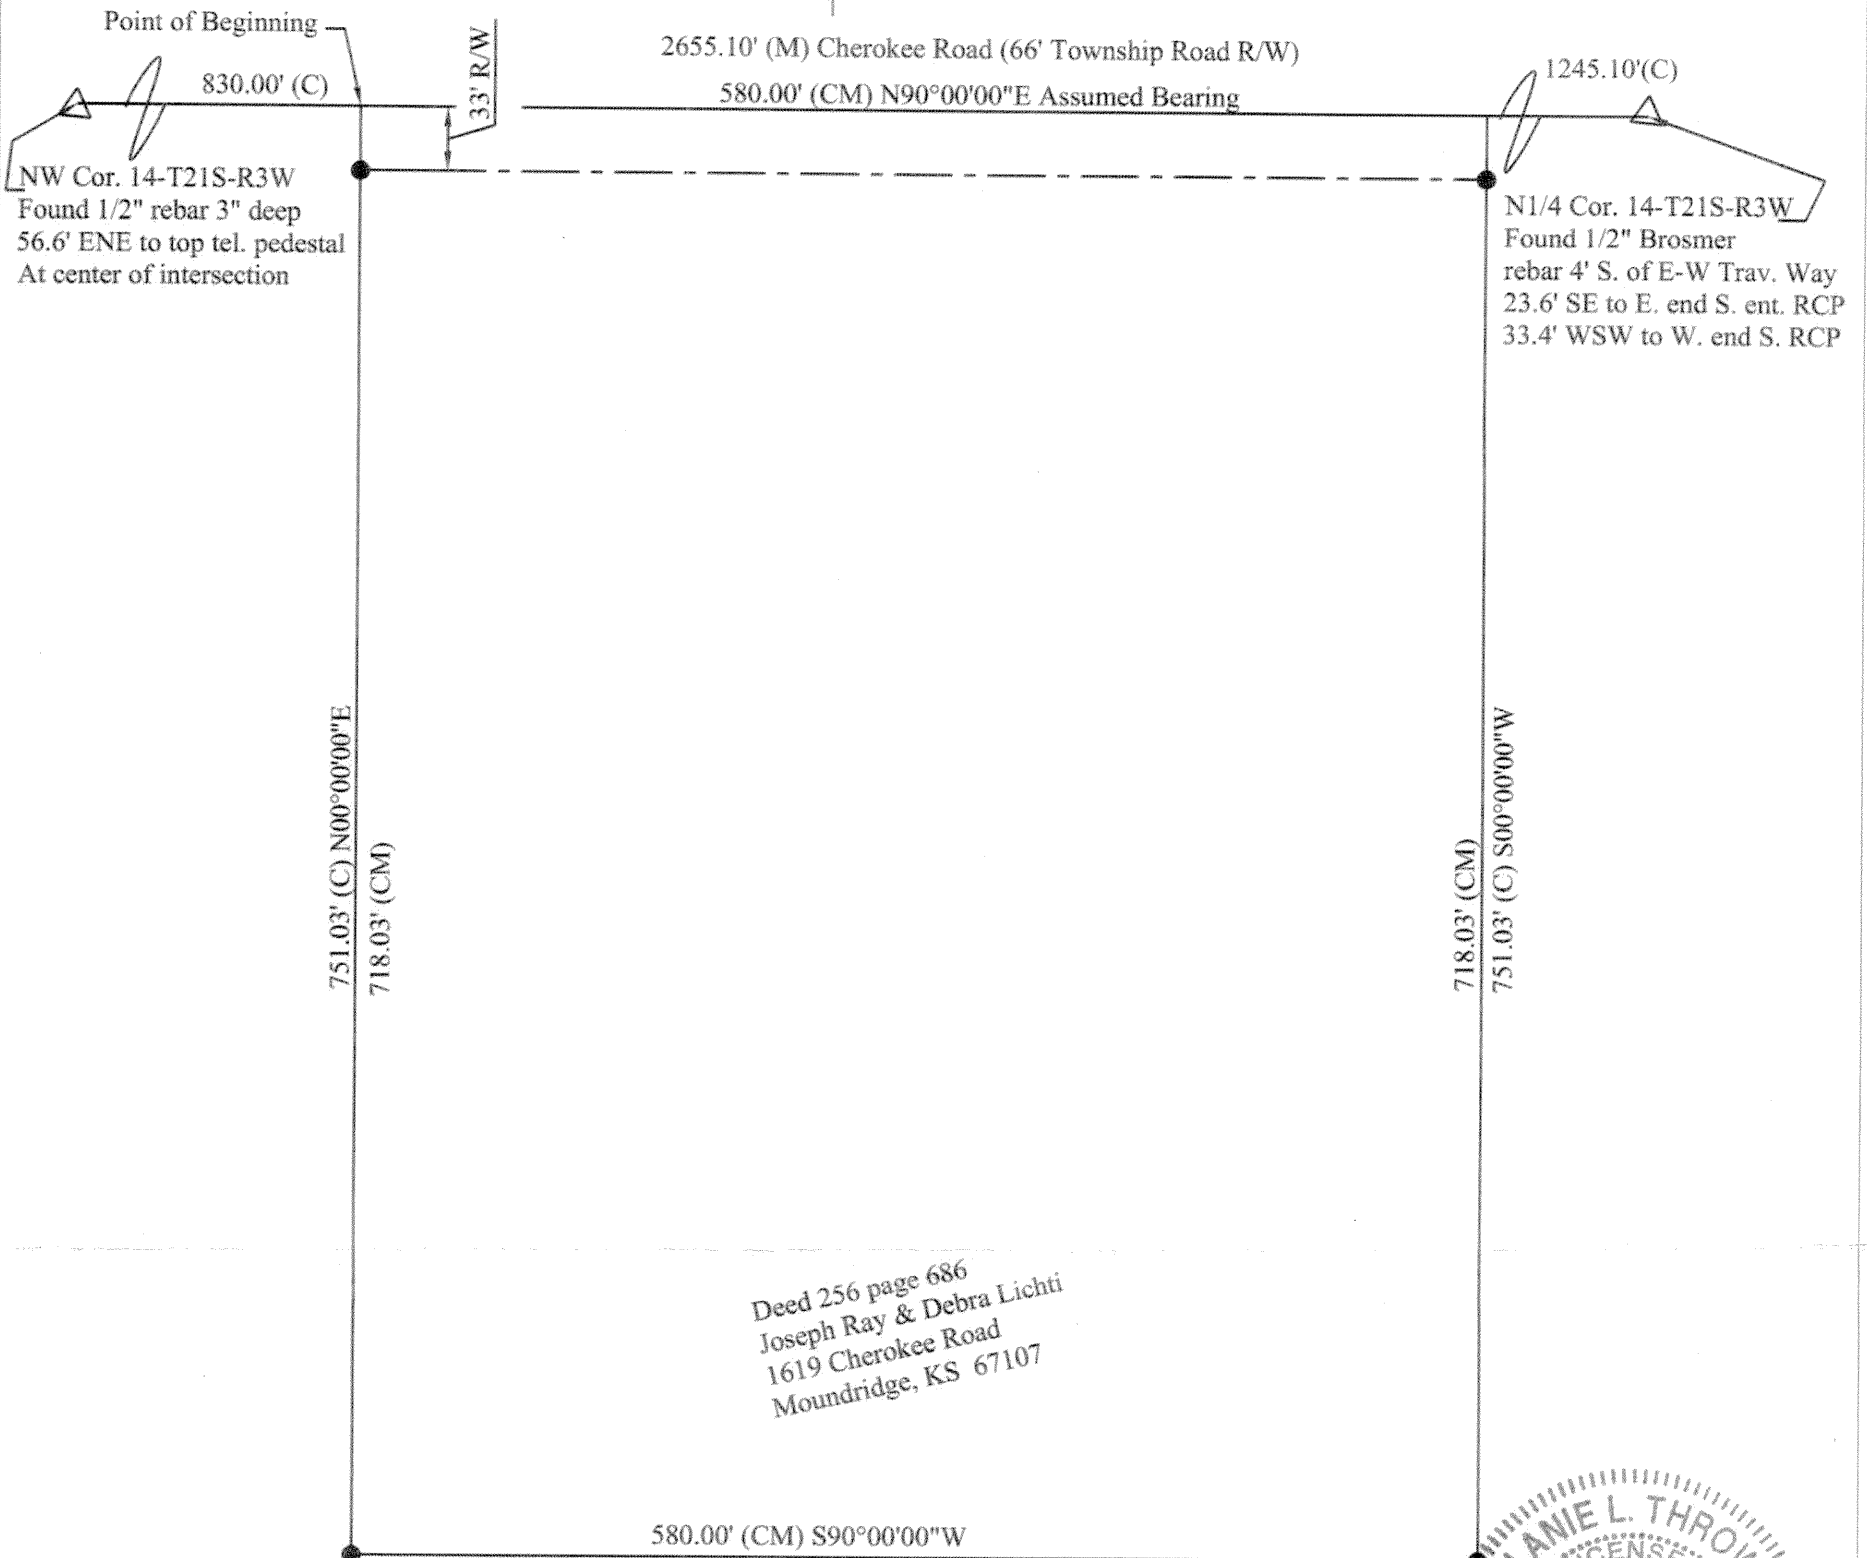 Point of Beginning
33' R/W
2655.10' (M) Cherokee Road (66' Township Road R/W)
830.00' (C)
580.00' (CM) N90°00'00"E Assumed Bearing
1245.10'(C)
NW Cor. 14-T21S-R3W
Found 1/2" rebar 3" deep
56.6' ENE to top tel. pedestal
At center of intersection
N1/4 Cor. 14-T21S-R3W
Found 1/2" Brosmer
rebar 4' S. of E-W Trav. Way
23.6' SE to E. end S. ent. RCP
33.4' WSW to W. end S. RCP
751.03' (C) N00°00'00"E
718.03' (CM)
718.03' (CM)
751.03' (C) S00°00'00"W
Deed 256 page 686
Joseph Ray & Debra Lichti
1619 Cherokee Road
Moundridge, KS 67107
580.00' (CM) S90°00'00"W
ANIE L. THRO
CENSE